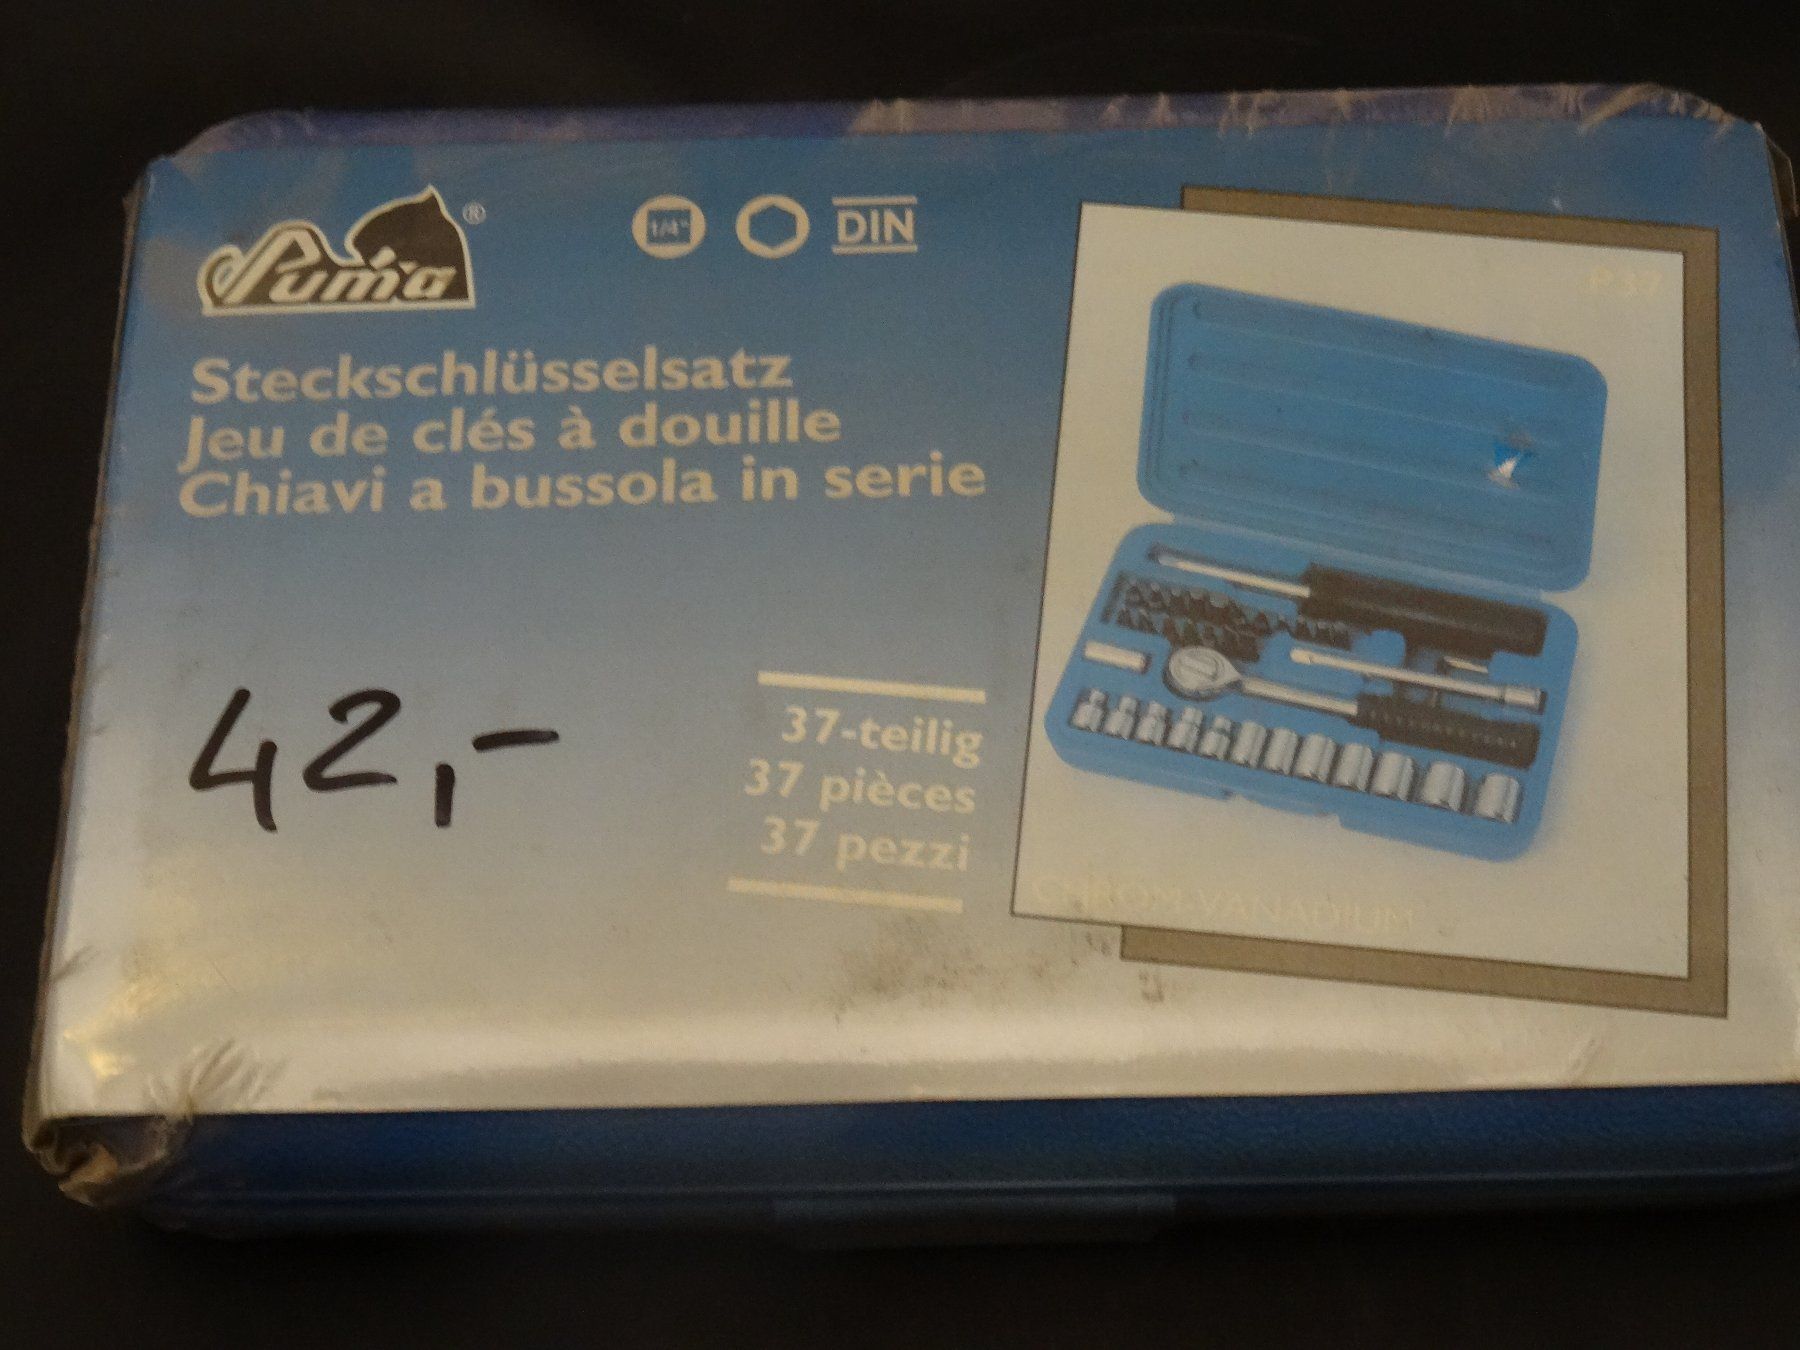 Puma®
1/4"
DIN
P37
Steckschlüsselsatz
Jeu de clés à douille
Chiavi a bussola in serie
42,-
37-teilig
37 pièces
37 pezzi
CHROM-VANADIUM